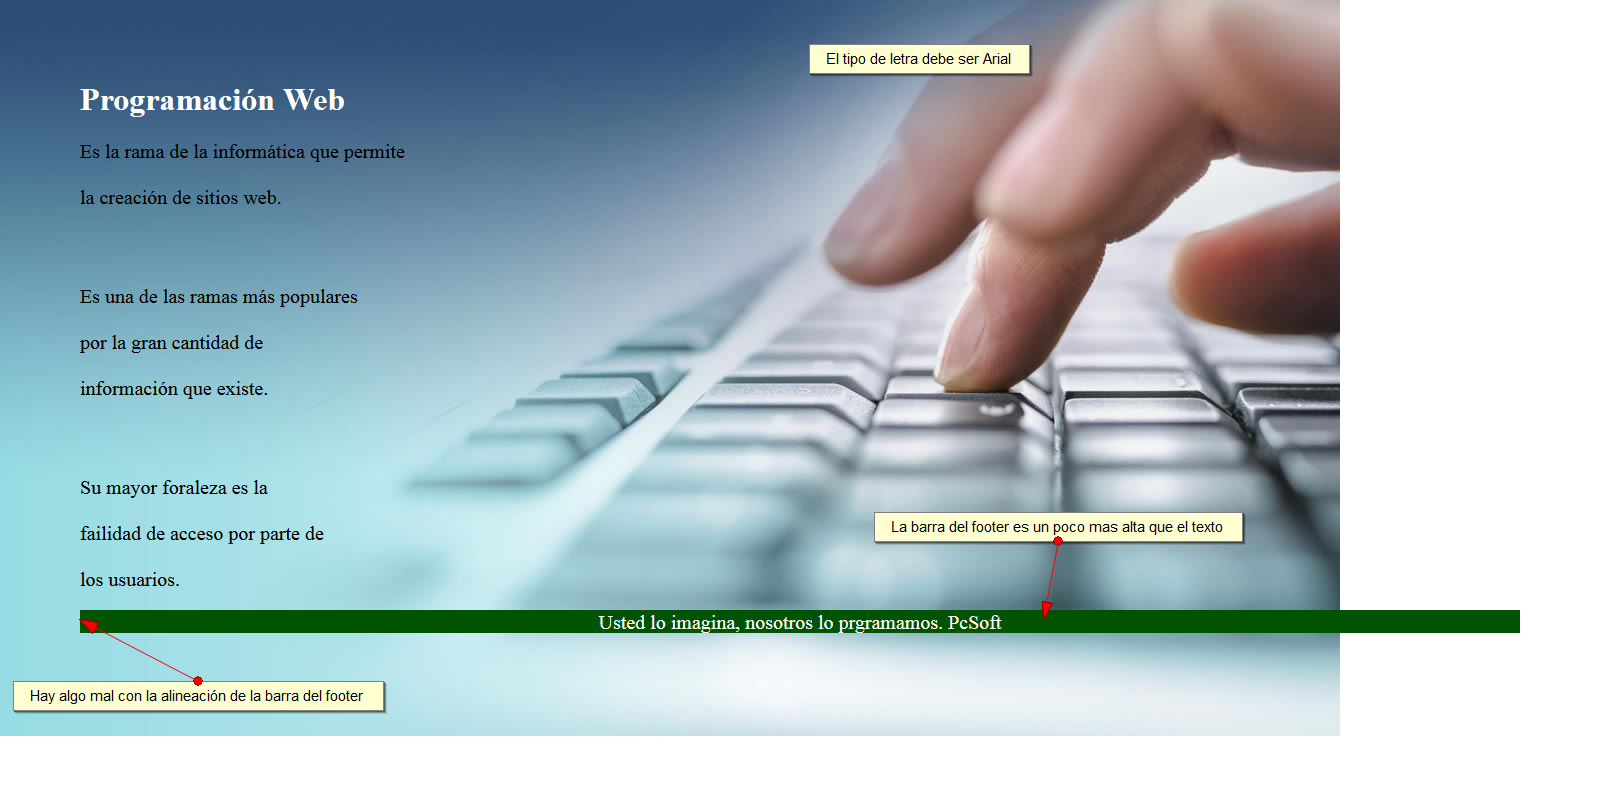 El tipo de letra debe ser Arial
Programación Web
Es la rama de la informática que permite
la creación de sitios web.
Es una de las ramas más populares
por la gran cantidad de
información que existe.
Su mayor foraleza es la
failidad de acceso por parte de
los usuarios.
La barra del footer es un poco mas alta que el texto
Usted lo imagina, nosotros lo prgramamos. PcSoft
Hay algo mal con la alineación de la barra del footer